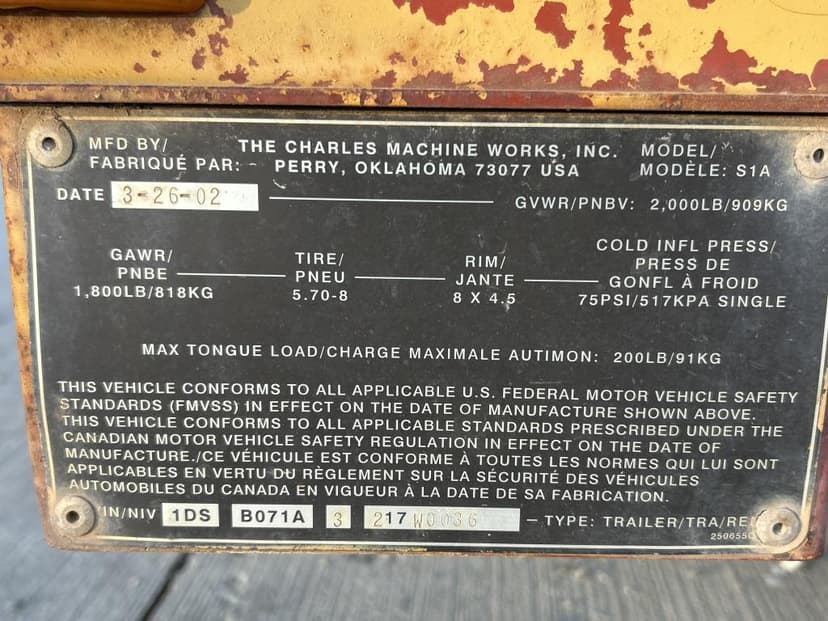 MFD BY/ THE CHARLES MACHINE WORKS, INC. MODEL/
FABRIQUÉ PAR: PERRY, OKLAHOMA 73077 USA MODÈLE: S1A
DATE 3-26-02 GVWR/PNBV: 2,000LB/909KG
GAWR/ TIRE/ RIM/ COLD INFL PRESS/
PNBE PNEU JANTE PRESS DE
GONFL À FROID
1,800LB/818KG 5.70-8 8 X 4.5 75PSI/517KPA SINGLE
MAX TONGUE LOAD/CHARGE MAXIMALE AUTIMON: 200LB/91KG
THIS VEHICLE CONFORMS TO ALL APPLICABLE U.S. FEDERAL MOTOR VEHICLE SAFETY
STANDARDS (FMVSS) IN EFFECT ON THE DATE OF MANUFACTURE SHOWN ABOVE.
THIS VEHICLE CONFORMS TO ALL APPLICABLE STANDARDS PRESCRIBED UNDER THE
CANADIAN MOTOR VEHICLE SAFETY REGULATION IN EFFECT ON THE DATE OF
MANUFACTURE./CE VÉHICULE EST CONFORME À TOUTES LES NORMES QUI LUI SONT
APPLICABLES EN VERTU DU RÈGLEMENT SUR LA SÉCURITÉ DES VÉHICULES
AUTOMOBILES DU CANADA EN VIGUEUR À LA DATE DE SA FABRICATION.
VIN/NIV 1DS B071A 3 217 W0036 – TYPE: TRAILER/TRA/